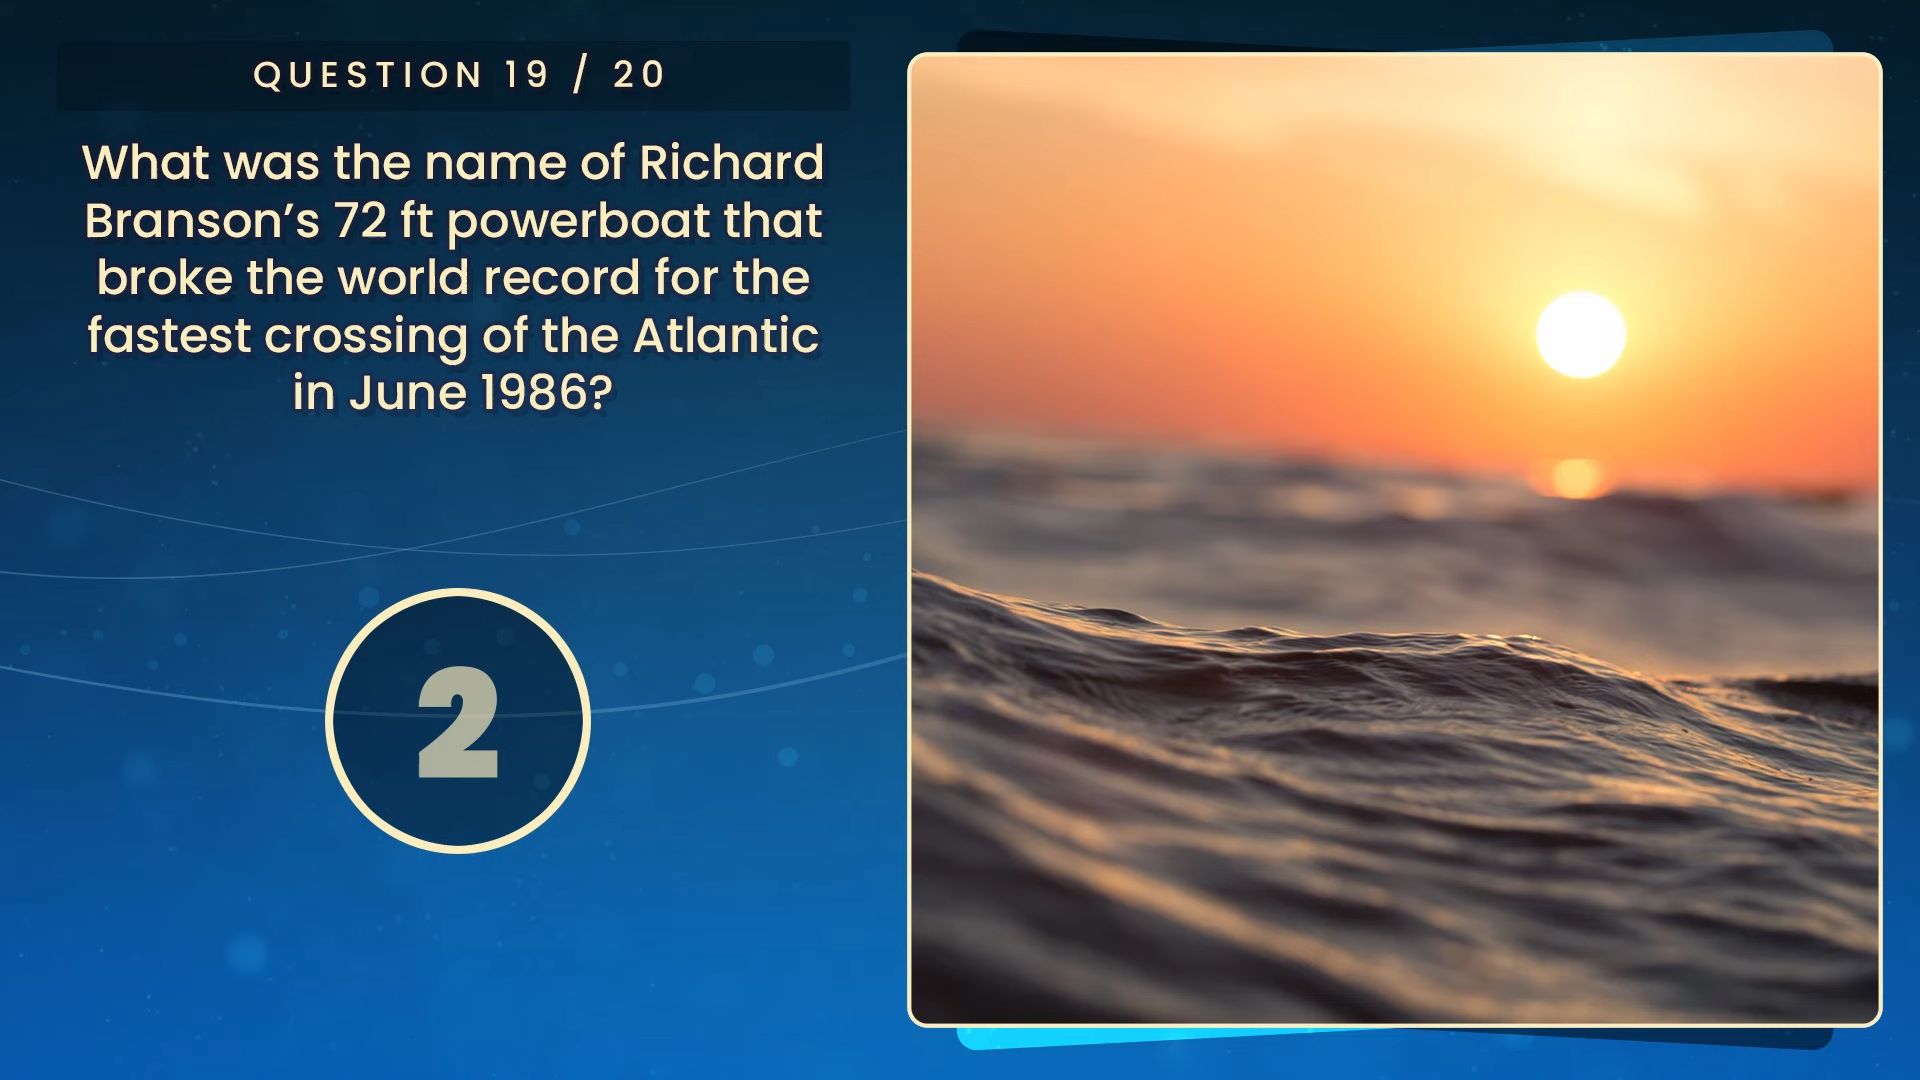 QUESTION 19 / 20
What was the name of Richard
Branson’s 72 ft powerboat that
broke the world record for the
fastest crossing of the Atlantic
in June 1986?
2